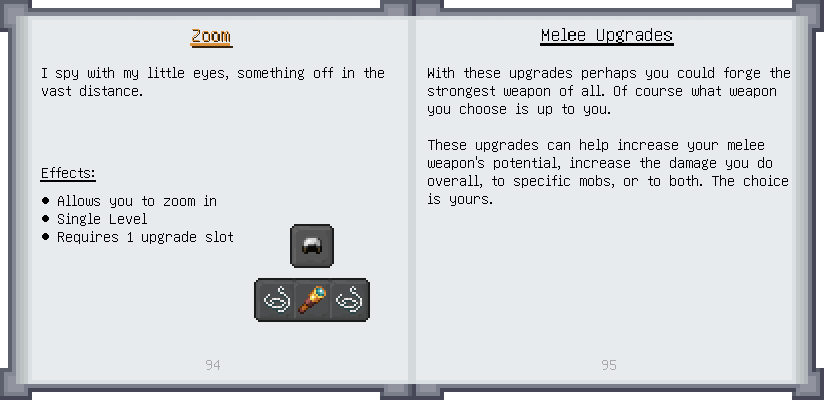 Zoom
I spy with my little eyes, something off in the
vast distance.
Effects:
• Allows you to zoom in
• Single Level
• Requires 1 upgrade slot
94
Melee Upgrades
With these upgrades perhaps you could forge the
strongest weapon of all. Of course what weapon
you choose is up to you.
These upgrades can help increase your melee
weapon's potential, increase the damage you do
overall, to specific mobs, or to both. The choice
is yours.
95